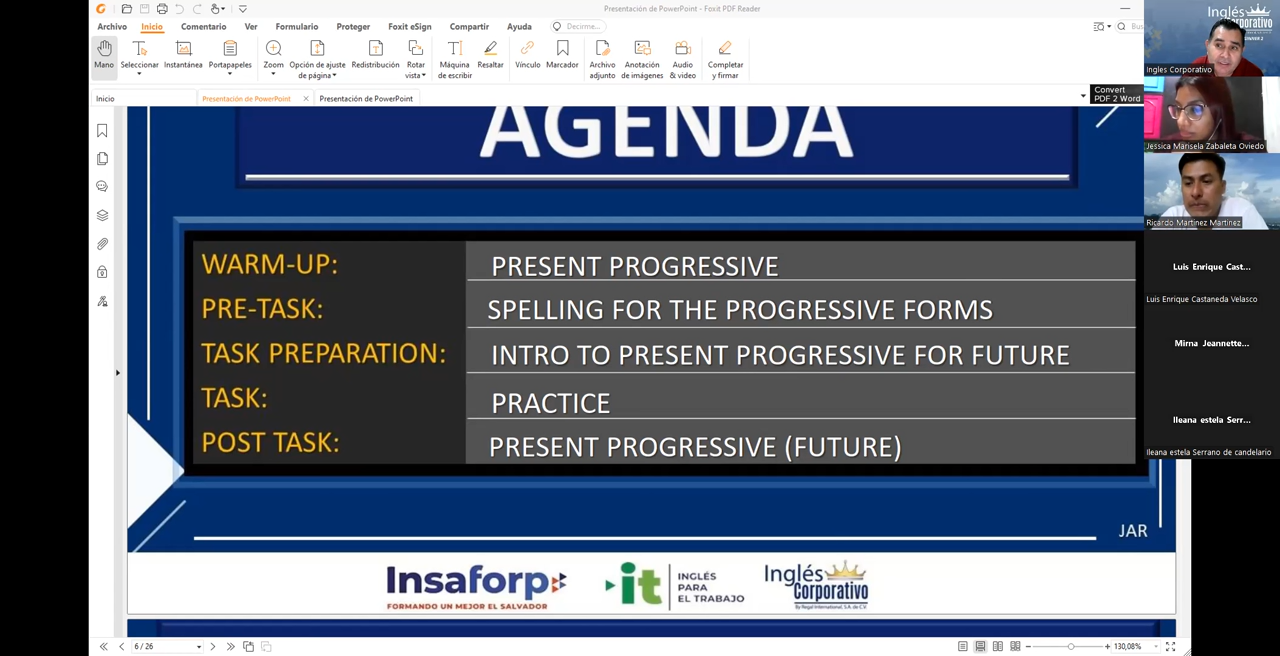 Presentación de PowerPoint - Foxit PDF Reader
Archivo Inicio Comentario Ver Formulario Proteger Foxit eSign Compartir Ayuda Decirme...
Mano Seleccionar Instantánea Portapapeles Zoom Opción de ajuste de página Redistribución Rotar vista Máquina de escribir Resaltar Vínculo Marcador Archivo adjunto Anotación de imágenes Audio & video Completar y firmar
Inicio Presentación de PowerPoint Presentación de PowerPoint
Convert
PDF 2 Word
AGENDA
WARM-UP: PRESENT PROGRESSIVE
PRE-TASK: SPELLING FOR THE PROGRESSIVE FORMS
TASK PREPARATION: INTRO TO PRESENT PROGRESSIVE FOR FUTURE
TASK: PRACTICE
POST TASK: PRESENT PROGRESSIVE (FUTURE)
JAR
Insaforp
FORMANDO UN MEJOR EL SALVADOR
it
INGLÉS
PARA
EL TRABAJO
Inglés
Corporativo
By Regal International, S.A. de C.V.
6 / 26
130,08%
Inglés
Corporativo
Ingles Corporativo
Jessica Marisela Zabaleta Oviedo
Ricardo Martinez Martinez
Luis Enrique Cast...
Luis Enrique Castaneda Velasco
Mirna Jeannette...
Ileana estela Serr...
Ileana estela Serrano de candelario